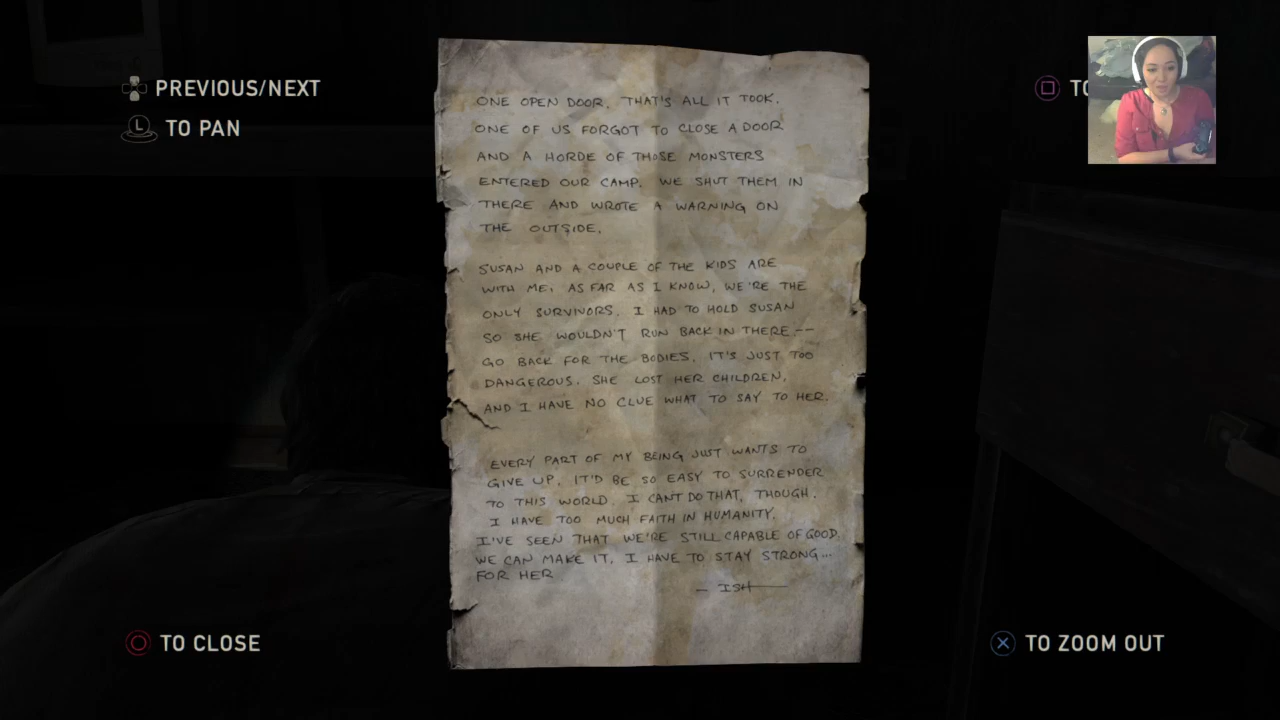 PREVIOUS/NEXT
L TO PAN
TO
ONE OPEN DOOR. THAT'S ALL IT TOOK.
ONE OF US FORGOT TO CLOSE A DOOR
AND A HORDE OF THOSE MONSTERS
ENTERED OUR CAMP. WE SHUT THEM IN
THERE AND WROTE A WARNING ON
THE OUTSIDE.
SUSAN AND A COUPLE OF THE KIDS ARE
WITH ME. AS FAR AS I KNOW, WE'RE THE
ONLY SURVIVORS. I HAD TO HOLD SUSAN
SO SHE WOULDN'T RUN BACK IN THERE--
GO BACK FOR THE BODIES. IT'S JUST TOO
DANGEROUS. SHE LOST HER CHILDREN,
AND I HAVE NO CLUE WHAT TO SAY TO HER.
EVERY PART OF MY BEING JUST WANTS TO
GIVE UP. IT'D BE SO EASY TO SURRENDER
TO THIS WORLD. I CAN'T DO THAT, THOUGH.
I HAVE TOO MUCH FAITH IN HUMANITY.
I'VE SEEN THAT WE'RE STILL CAPABLE OF GOOD.
WE CAN MAKE IT. I HAVE TO STAY STRONG...
FOR HER.
- ISH
TO CLOSE
TO ZOOM OUT